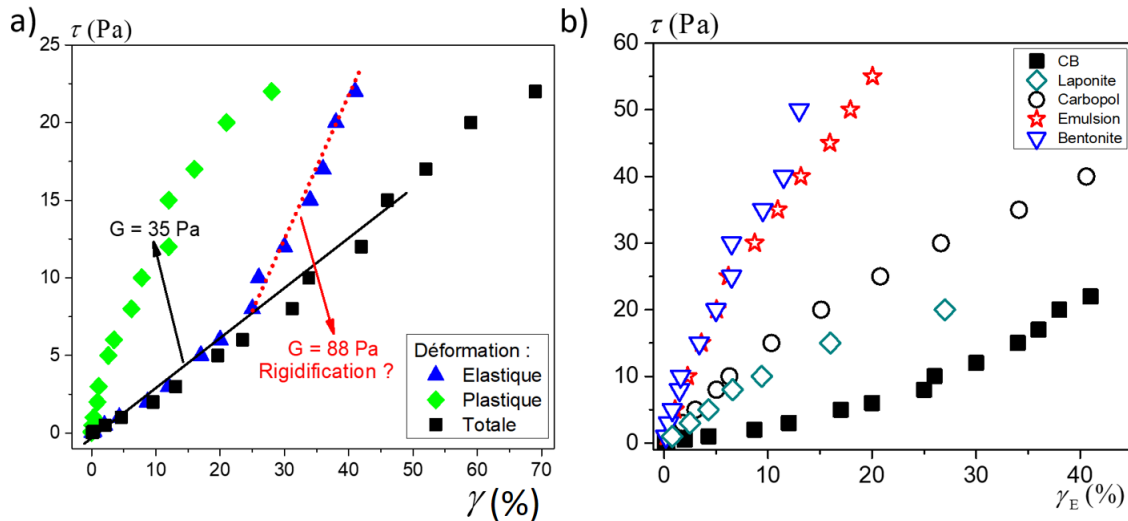 a)
τ (Pa)
25
20
15
10
5
0
G = 35 Pa
G = 88 Pa
Rigidification ?
Déformation :
Elastique
Plastique
Totale
0 10 20 30 40 50 60 70
γ (%)
b)
τ (Pa)
60
50
40
30
20
10
0
CB
Laponite
Carbopol
Emulsion
Bentonite
0 10 20 30 40
γE (%)